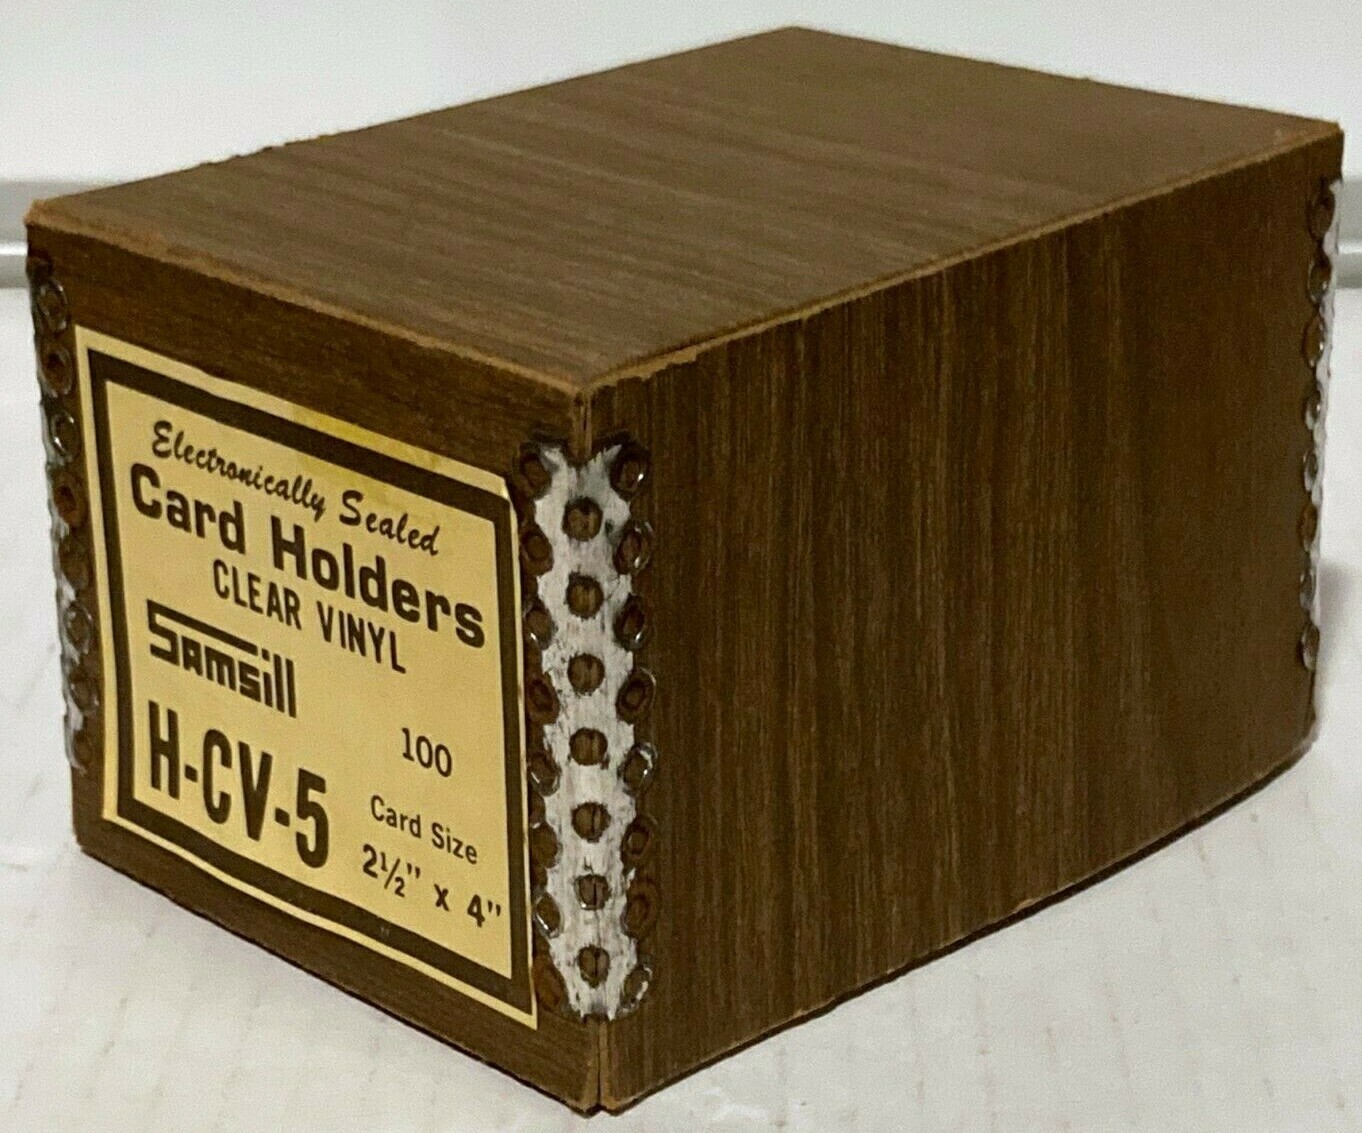 Electronically Sealed
Card Holders
CLEAR VINYL
Samsill
100
H-CV-5
Card Size
2½" x 4"